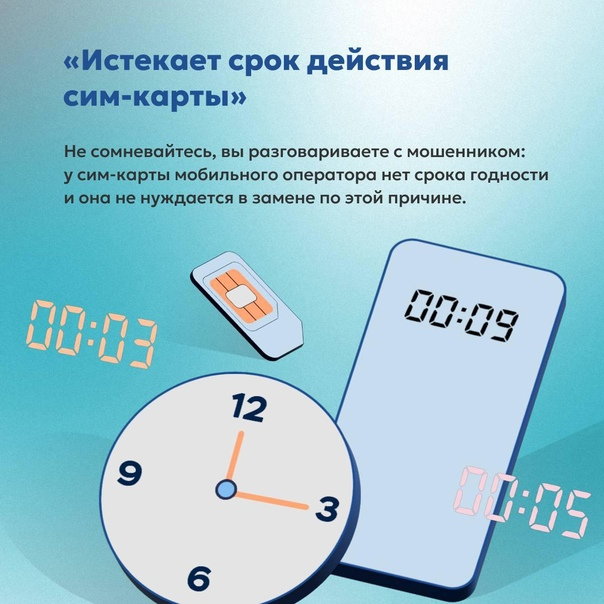 «Истекает срок действия
сим-карты»
Не сомневайтесь, вы разговариваете с мошенником:
у сим-карты мобильного оператора нет срока годности
и она не нуждается в замене по этой причине.
00:03
00:09
12
9
3
6
00:05